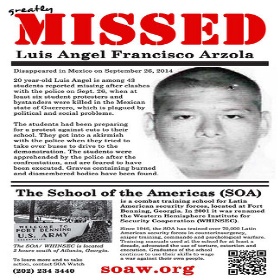 greatly
MISSED
Luis Angel Francisco Arzola
Disappeared in Mexico on September 26, 2014
20 year-old Luis Angel is among 43
students reported missing after clashes
with the police on Sept. 26, when at
least six student protesters and
bystanders were killed in the Mexican
state of Guerrero, which is plagued by
political and social problems.
The students had been preparing
for a protest against cuts to their
school. They got into a skirmish
with the police when they tried to
take over buses to drive to the
demonstration. The students were
apprehended by the police after the
confrontation, and are feared to have
been executed. Graves containing burned
and dismembered bodies have been found.
The School of the Americas (SOA)
is a combat training school for Latin
American security forces, located at Fort
Benning, Georgia. In 2001 it was renamed
the Western Hemisphere Institute for
Security Cooperation (WHINSEC).
WELCOME TO
FORT BENNING
U.S. ARMY
The SOA / WHINSEC is located
2 hours south of Atlanta, Georgia.
Since 1946, the SOA has trained over
Latin
American security forces in counterinsurgency,
sniper training, commando and psychological warfare.
Training manuals used at the school for at least a
decade, advocated the use of torture, extortion and
execution.
of the school
continue to use their skills to wage
a war against their own people.
To learn more and to take
action, contact SOA Watch:
(202) 234 3440
soaw.org